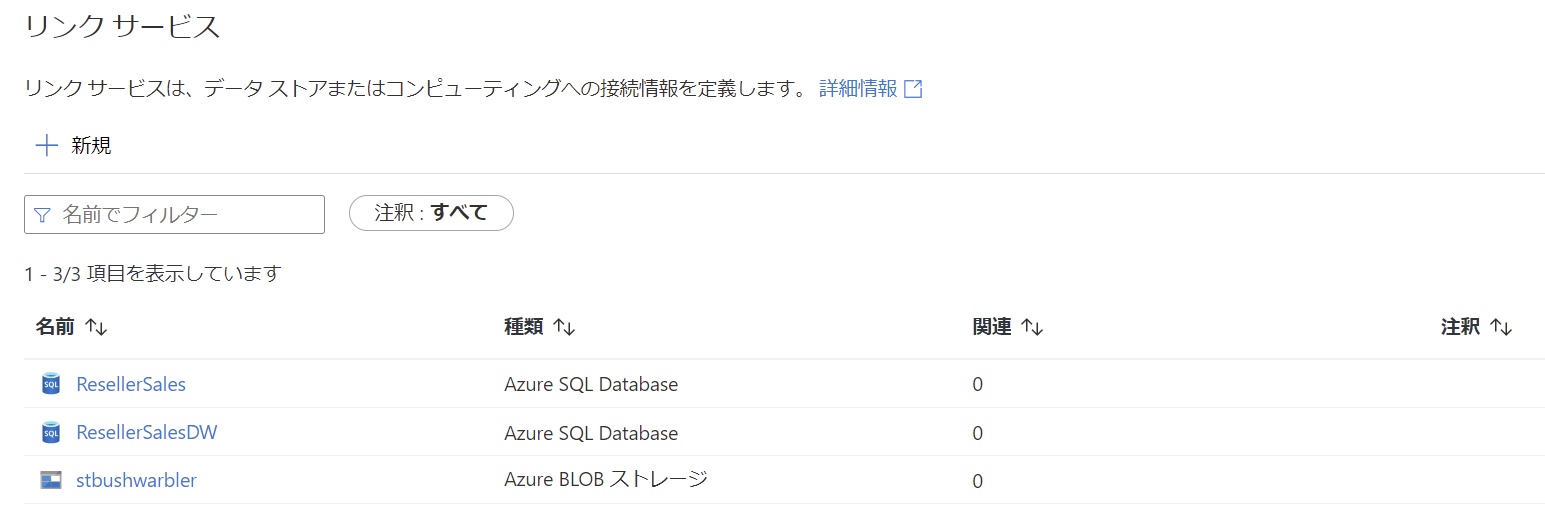 リンク サービス
リンク サービスは、データ ストアまたはコンピューティングへの接続情報を定義します。 詳細情報
新規
名前でフィルター 注釈 : すべて
1 - 3/3 項目を表示しています
名前 種類 関連 注釈
SQL ResellerSales Azure SQL Database 0
SQL ResellerSalesDW Azure SQL Database 0
stbushwarbler Azure BLOB ストレージ 0